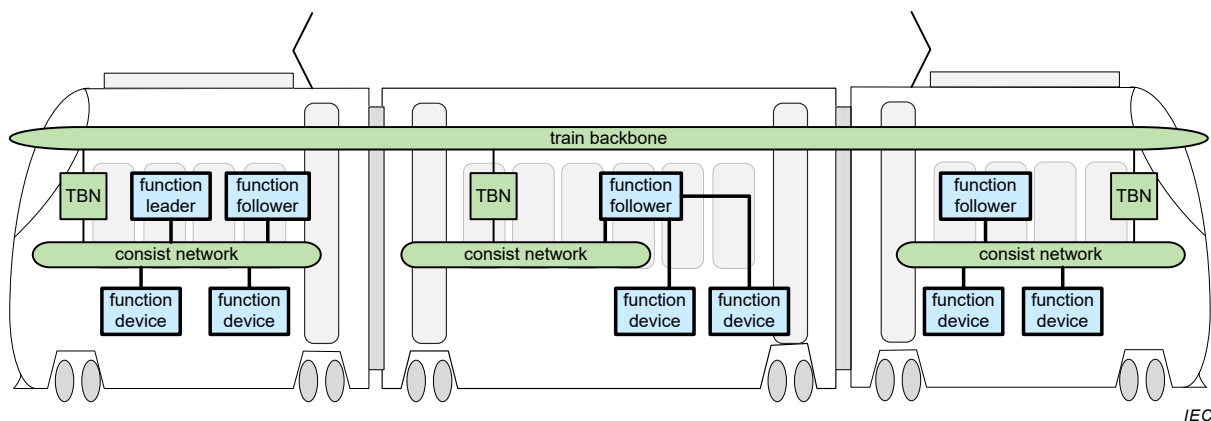 train backbone
TBN
function
leader
function
follower
TBN
function
follower
function
follower
TBN
consist network
consist network
consist network
function
device
function
device
function
device
function
device
function
device
function
device
IEC